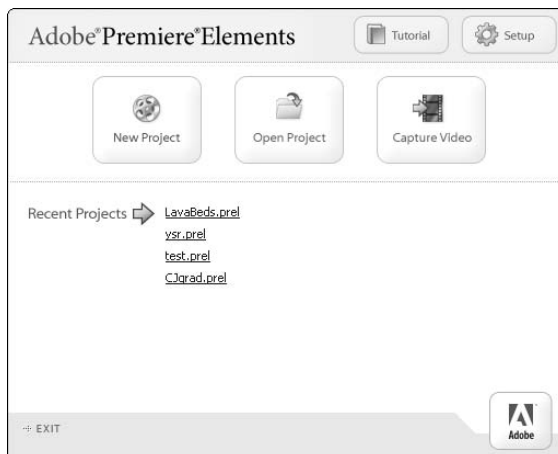 Adobe®Premiere®Elements
Tutorial
Setup
New Project
Open Project
Capture Video
Recent Projects
LavaBeds.prel
ysr.prel
test.prel
CJgrad.prel
EXIT
Adobe